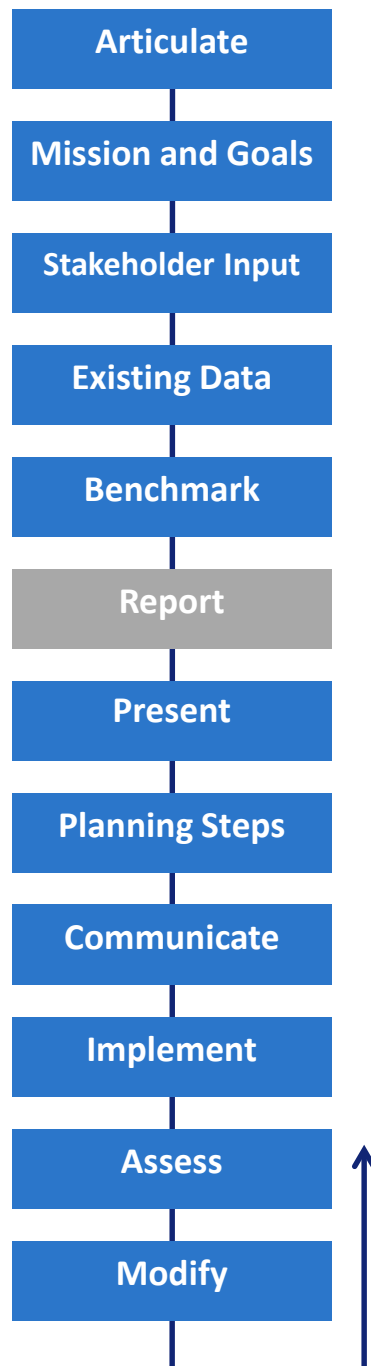 Articulate
Mission and Goals
Stakeholder Input
Existing Data
Benchmark
Report
Present
Planning Steps
Communicate
Implement
Assess
Modify